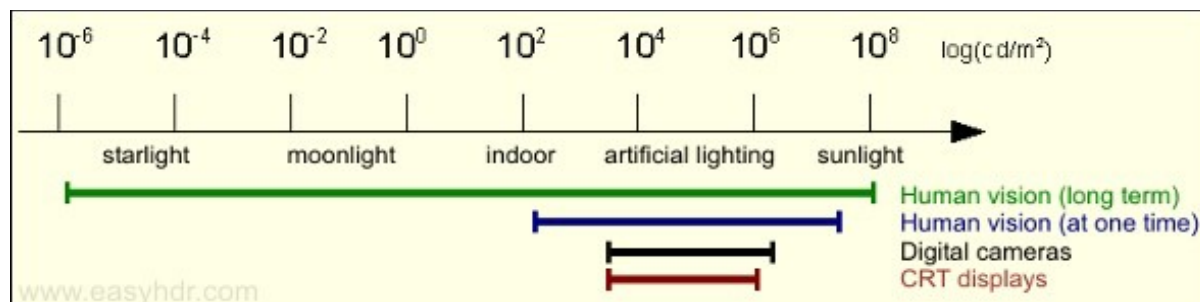 10⁻⁶ 10⁻⁴ 10⁻² 10⁰ 10² 10⁴ 10⁶ 10⁸ log(cd/m²)
starlight moonlight indoor artificial lighting sunlight
Human vision (long term)
Human vision (at one time)
Digital cameras
CRT displays
www.easyhdr.com